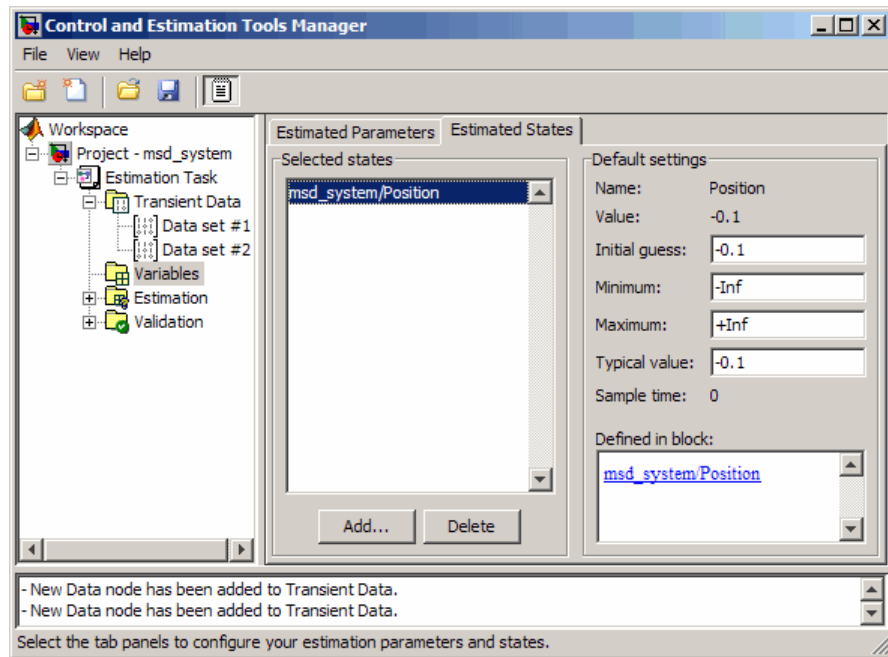 Control and Estimation Tools Manager
File View Help
Workspace
Project - msd_system
Estimation Task
Transient Data
Data set #1
Data set #2
Variables
Estimation
Validation
Estimated Parameters Estimated States
Selected states
msd_system/Position
Add... Delete
Default settings
Name: Position
Value: -0.1
Initial guess: -0.1
Minimum: -Inf
Maximum: +Inf
Typical value: -0.1
Sample time: 0
Defined in block:
msd_system/Position
- New Data node has been added to Transient Data.
- New Data node has been added to Transient Data.
Select the tab panels to configure your estimation parameters and states.